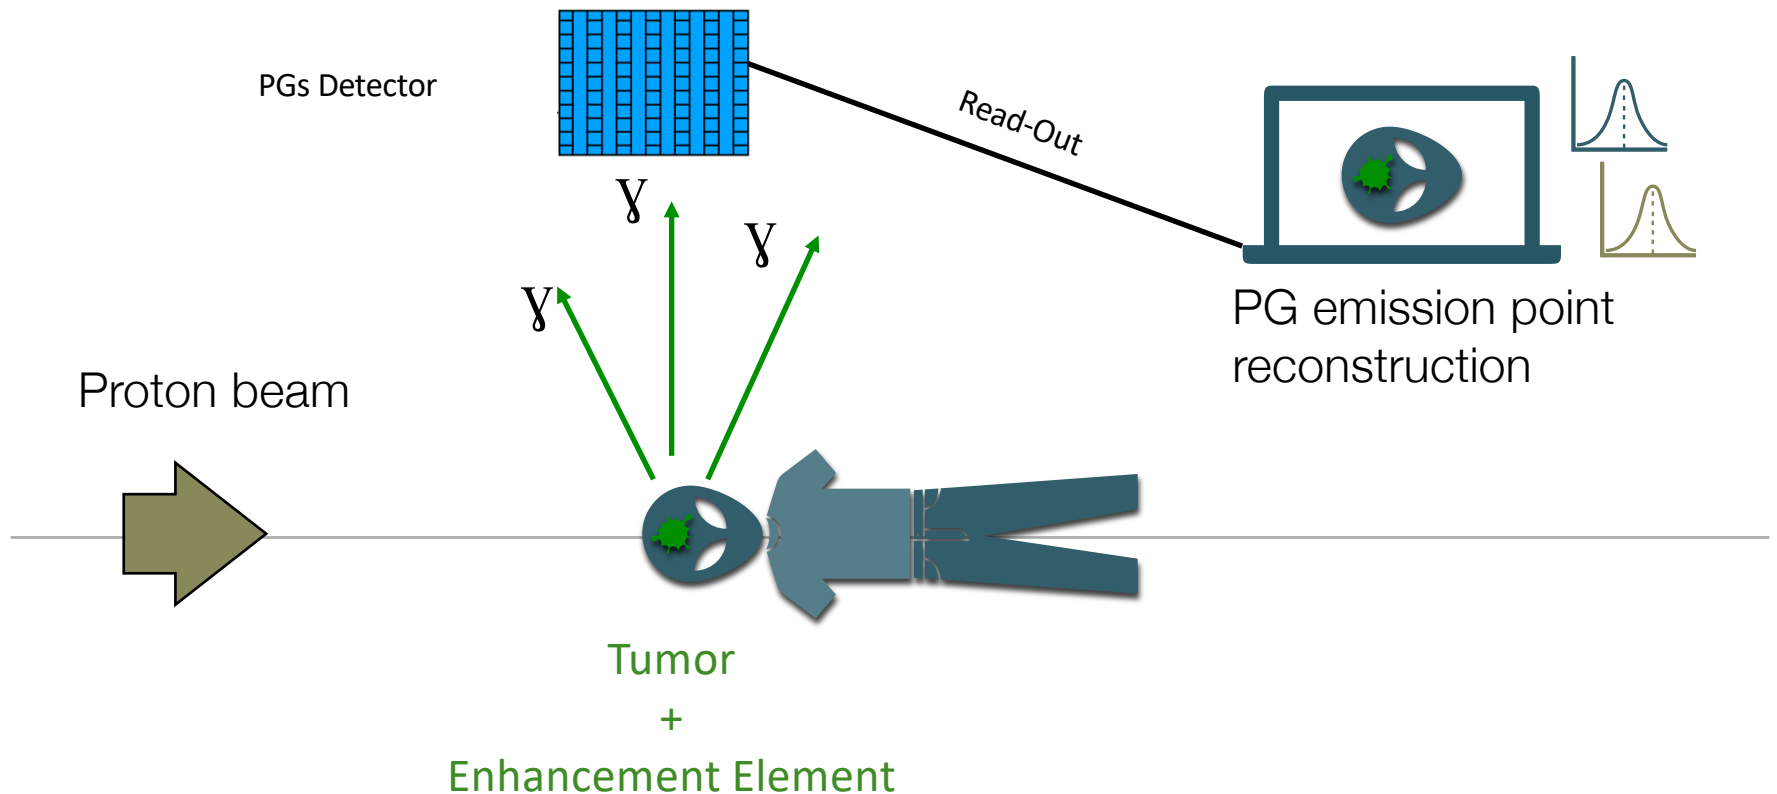 PGs Detector
Read-Out
Ɣ
Ɣ
Ɣ
PG emission point
reconstruction
Proton beam
Tumor
+
Enhancement Element